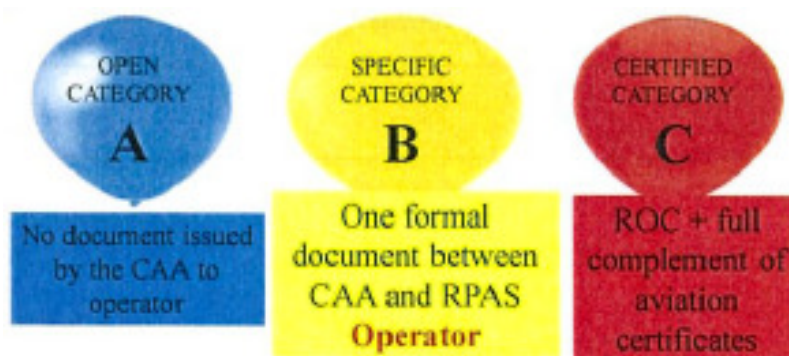 OPEN
CATEGORY
A
No document issued
by the CAA to
operator
SPECIFIC
CATEGORY
B
One formal
document between
CAA and RPAS
Operator
CERTIFIED
CATEGORY
C
ROC + full
complement of
aviation
certificates